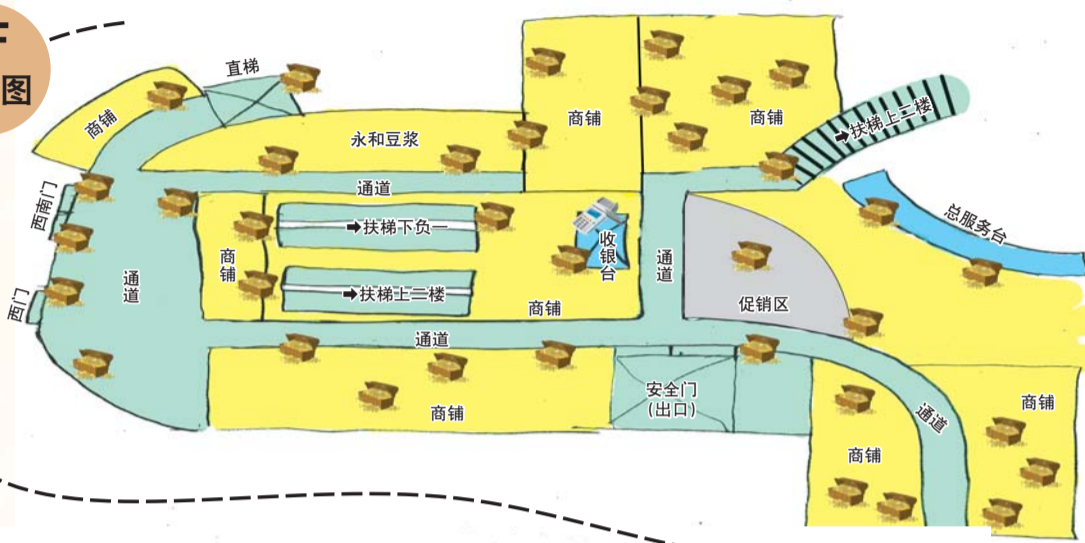 图
直梯
商铺
永和豆浆
商铺
商铺
➡扶梯上二楼
西南门
通道
➡扶梯下负一
总服务台
收银台
商铺
通道
通道
西门
➡扶梯上二楼
商铺
促销区
通道
安全门
(出口)
商铺
通道
商铺
商铺